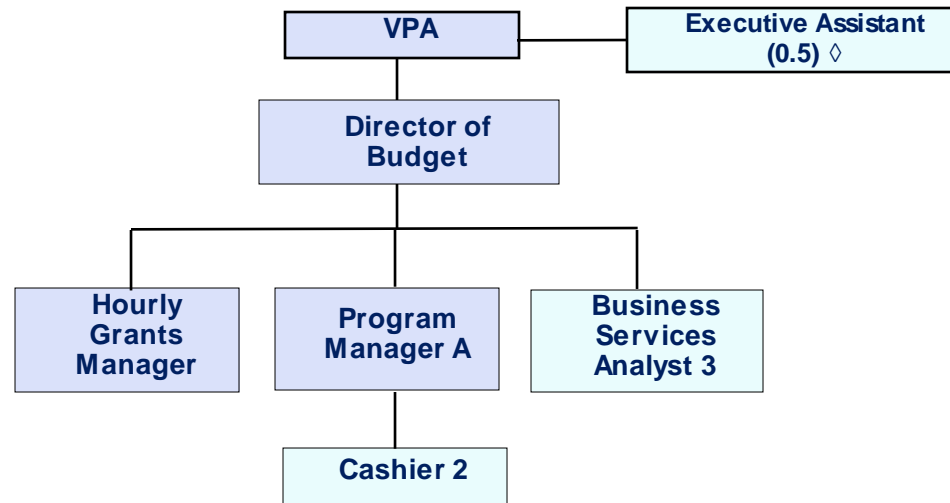 VPA
Executive Assistant
(0.5) ◊
Director of
Budget
Hourly
Grants
Manager
Program
Manager A
Business
Services
Analyst 3
Cashier 2